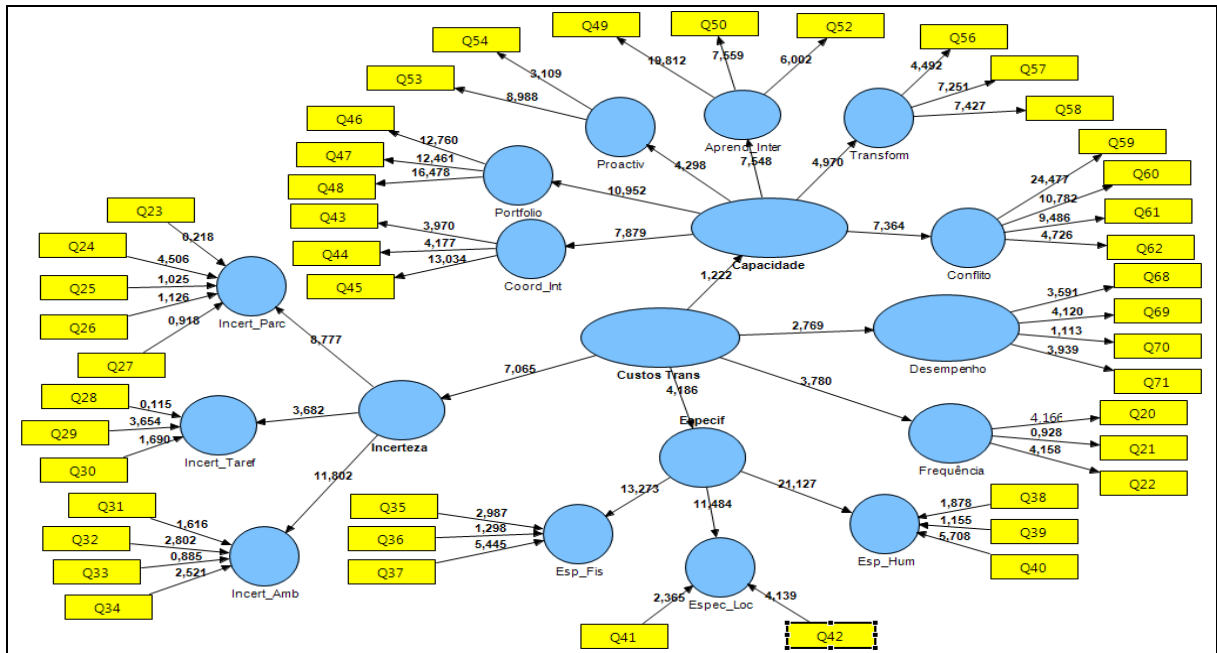 Q54
Q49
Q50
Q52
Q56
Q57
Q58
Q53
3,109
8,988
19,812
7,559
6,002
4,492
7,251
7,427
Q46
Q47
Q48
12,760
12,461
16,478
Proactiv
Aprend_Inter
Transform
4,298
7,548
4,970
Portfolio
10,952
Q59
Q60
Q61
Q62
24,477
10,782
9,486
4,726
Conflito
7,364
Q43
Q44
Q45
3,970
4,177
13,034
Coord_Int
7,879
Capacidade
1,222
Q23
Q24
Q25
Q26
Q27
0,218
4,506
1,025
1,126
0,918
Incert_Parc
8,777
Custos Trans
7,065
4,186
2,769
3,780
Q68
Q69
Q70
Q71
3,591
4,120
1,113
3,939
Desempenho
Q28
Q29
Q30
0,115
3,654
1,690
Incert_Taref
3,682
Incerteza
11,802
Especif
13,273
11,484
21,127
Q20
Q21
Q22
4,166
0,928
4,158
Frequência
Q31
Q32
Q33
Q34
1,616
2,802
0,885
2,521
Incert_Amb
Q35
Q36
Q37
2,987
1,298
5,445
Esp_Fis
Q38
Q39
Q40
1,878
1,155
5,708
Esp_Hum
Espec_Loc
2,365
4,139
Q41
Q42